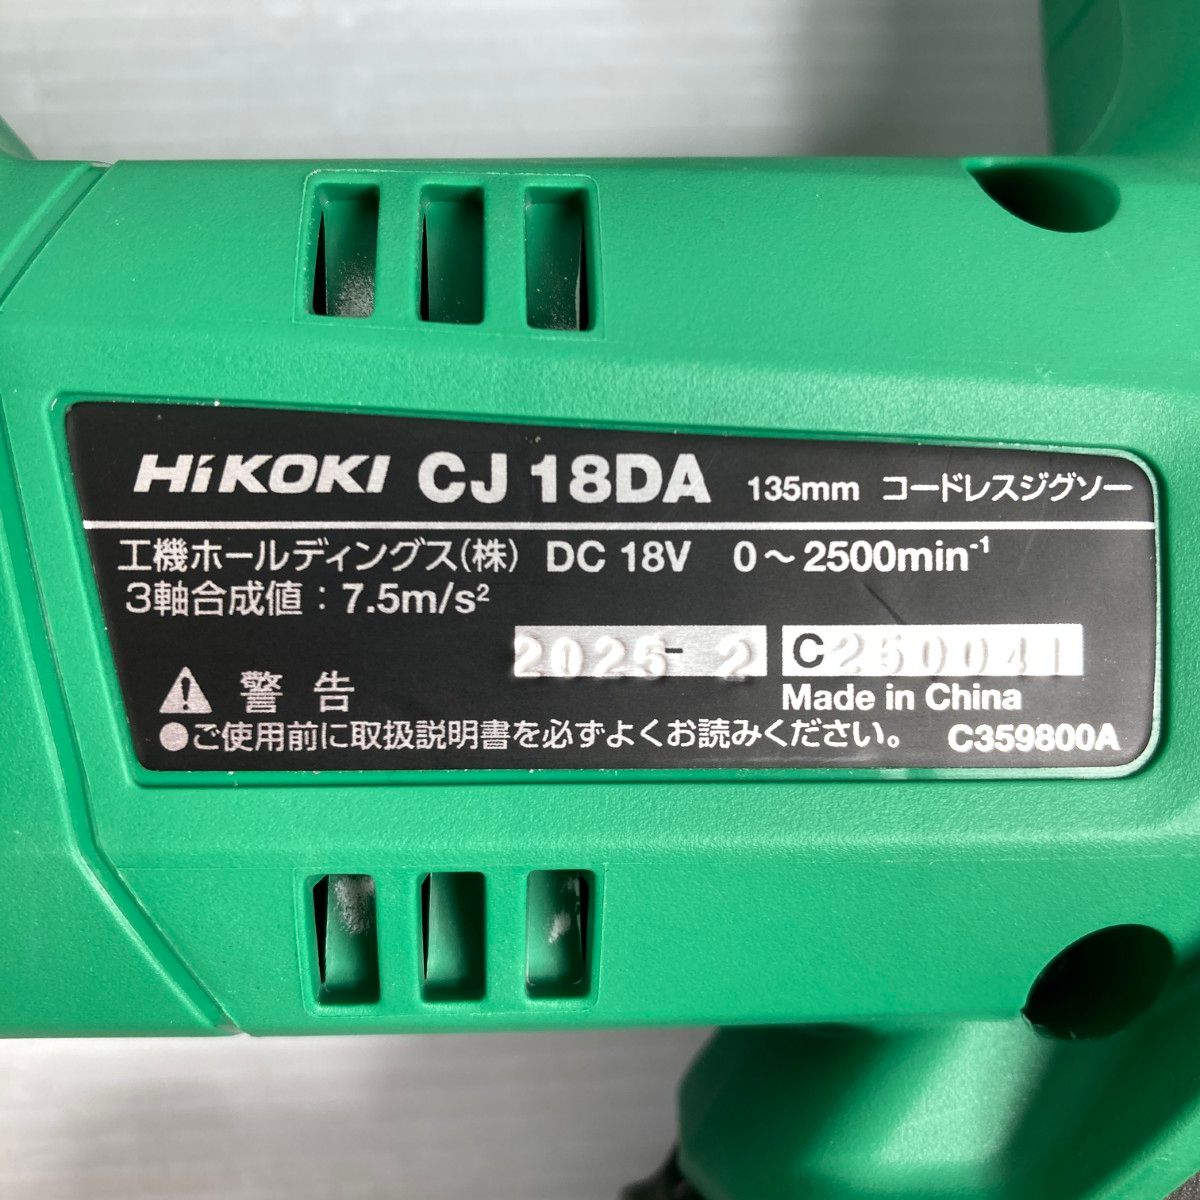 HiKOKI CJ 18DA 135mm コードレスジグソー
工機ホールディングス(株) DC 18V 0～2500min⁻¹
3軸合成値：7.5m/s²
2025-2 C250041
⚠警告 Made in China
●ご使用前に取扱説明書を必ずよくお読みください。 C359800A